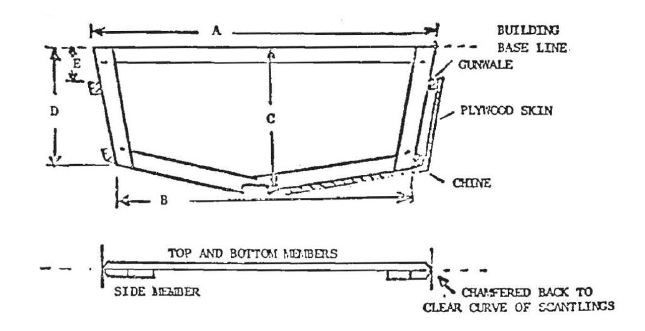 A
BUILDING
BASE LINE
E
GUNWALE
D
C
PLYWOOD SKIN
B
CHINE
TOP AND BOTTOM MEMBERS
SIDE MEMBER
CHAMFERED BACK TO
CLEAR CURVE OF SCANTLINGS